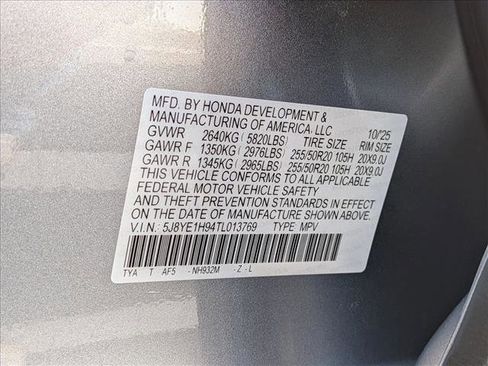 MFD. BY HONDA DEVELOPMENT &
MANUFACTURING OF AMERICA, LLC 10/25
GVWR 2640KG ( 5820LBS) TIRE SIZE RIM SIZE
GAWR F 1350KG ( 2976LBS) 255/50R20 105H 20X9.0J
GAWR R 1345KG ( 2965LBS) 255/50R20 105H 20X9.0J
THIS VEHICLE CONFORMS TO ALL APPLICABLE
FEDERAL MOTOR VEHICLE SAFETY
AND THEFT PREVENTION STANDARDS IN EFFECT
ON THE DATE OF MANUFACTURE SHOWN ABOVE.
V.I.N.: 5J8YE1H94TL013769 TYPE: MPV
TYA T AF5 - NH932M - Z - L